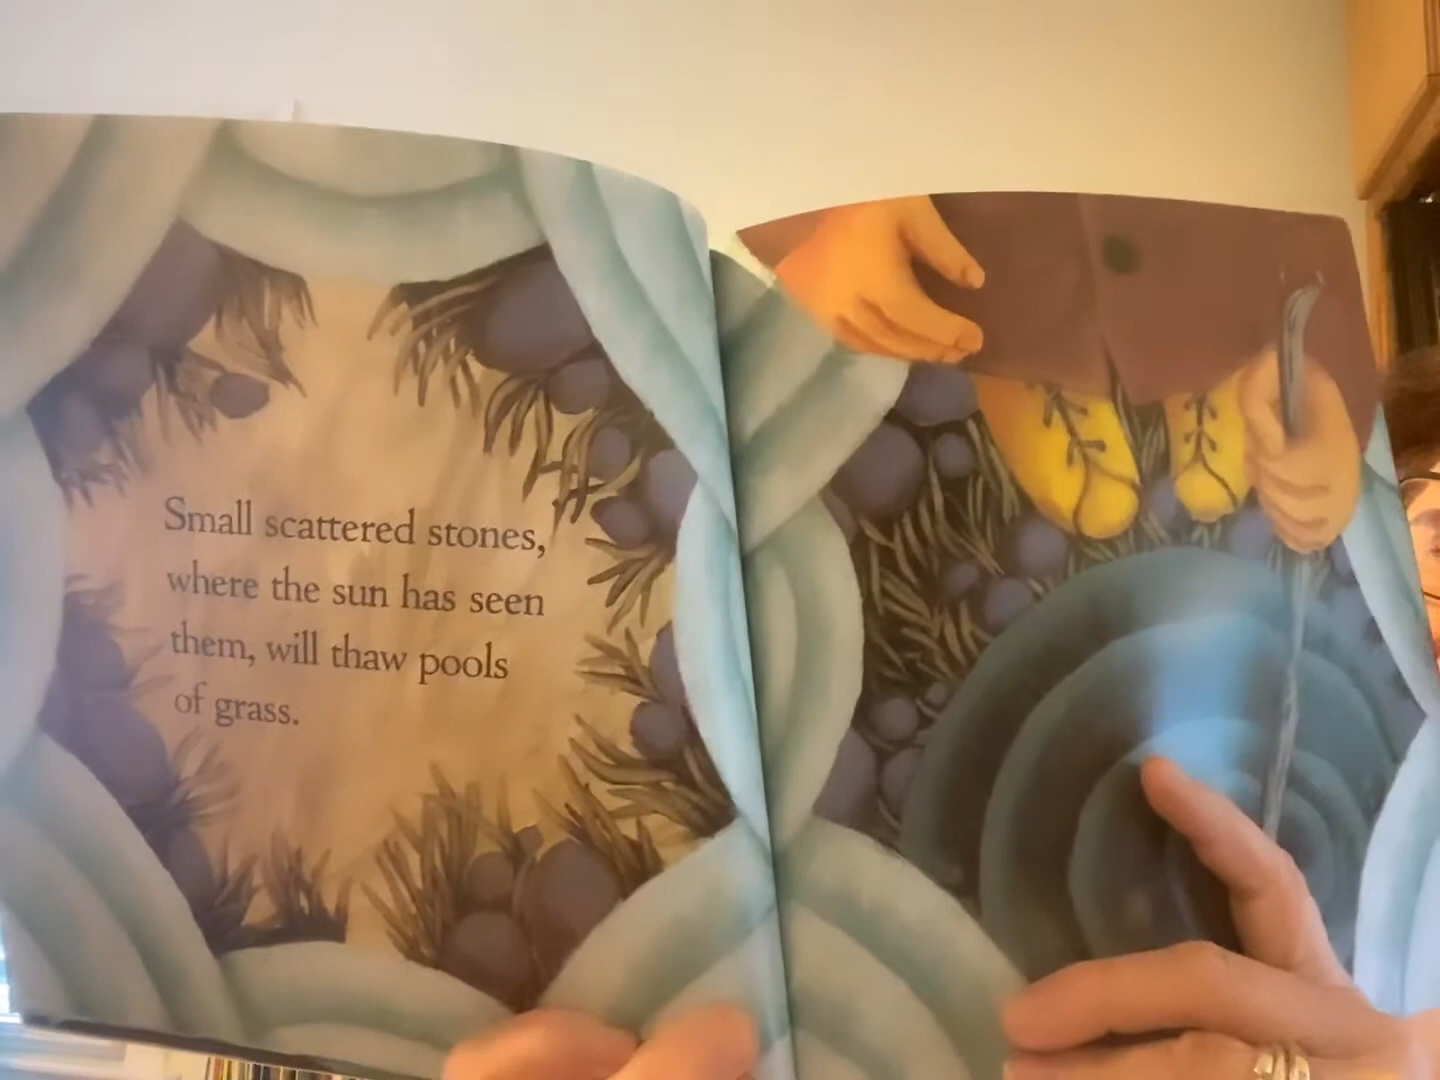 Small scattered stones,
where the sun has seen
them, will thaw pools
of grass.